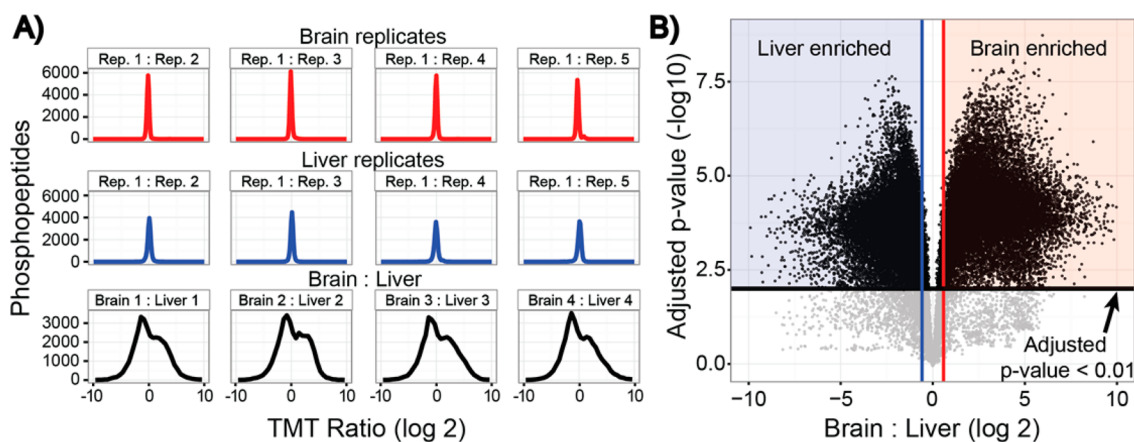 A)
Brain replicates
Rep. 1 : Rep. 2 Rep. 1 : Rep. 3 Rep. 1 : Rep. 4 Rep. 1 : Rep. 5
6000
4000
2000
0
Liver replicates
Rep. 1 : Rep. 2 Rep. 1 : Rep. 3 Rep. 1 : Rep. 4 Rep. 1 : Rep. 5
6000
4000
2000
0
Brain : Liver
Brain 1 : Liver 1 Brain 2 : Liver 2 Brain 3 : Liver 3 Brain 4 : Liver 4
3000
2000
1000
0
-10 0 10 -10 0 10 -10 0 10 -10 0 10
Phosphopeptides
TMT Ratio (log 2)
B)
Liver enriched Brain enriched
7.5
5.0
2.5
0.0
Adjusted p-value (-log10)
Adjusted
p-value < 0.01
−10 −5 0 5 10
Brain : Liver (log 2)